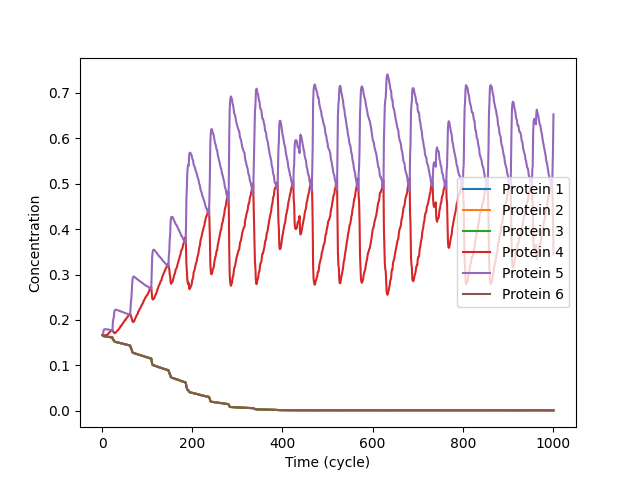 Concentration
0.7
0.6
0.5
0.4
0.3
0.2
0.1
0.0
Protein 1
Protein 2
Protein 3
Protein 4
Protein 5
Protein 6
0 200 400 600 800 1000
Time (cycle)